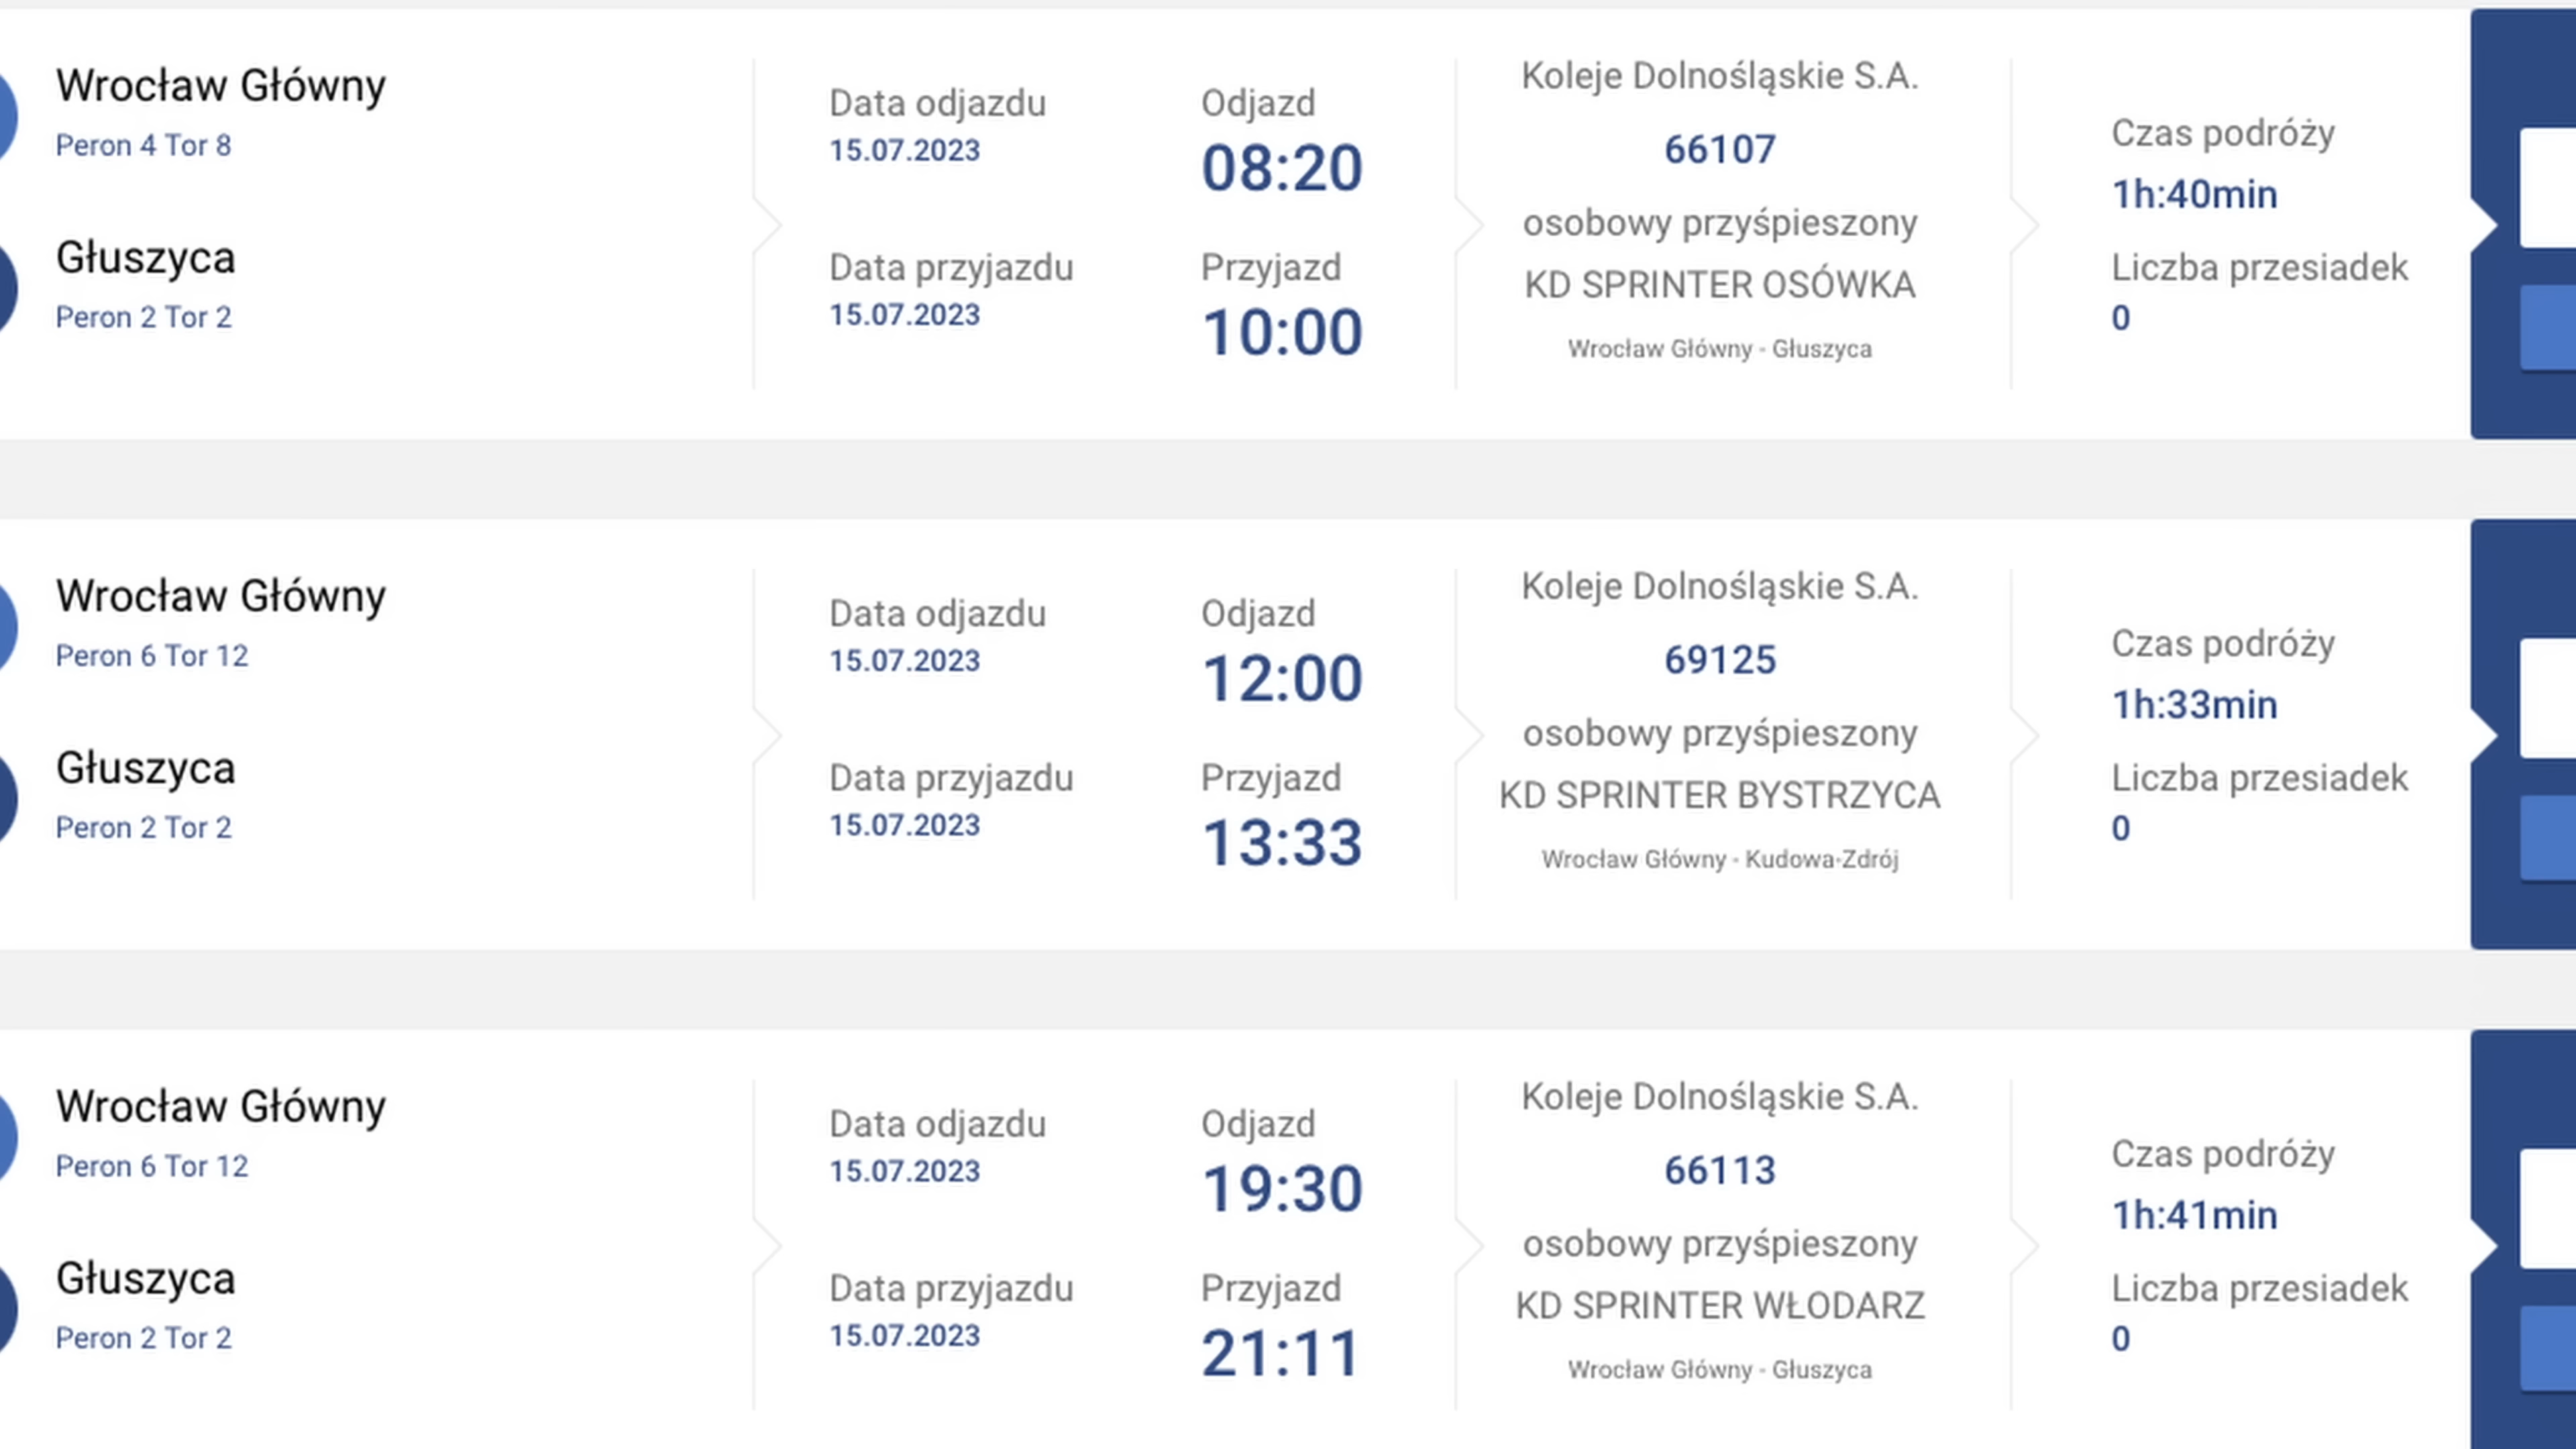 Wrocław Główny
Peron 4 Tor 8
Głuszyca
Peron 2 Tor 2
Data odjazdu
15.07.2023
Data przyjazdu
15.07.2023
Odjazd
08:20
Przyjazd
10:00
Koleje Dolnośląskie S.A.
66107
osobowy przyśpieszony
KD SPRINTER OSÓWKA
Wrocław Główny - Głuszyca
Czas podróży
1h:40min
Liczba przesiadek
0
Wrocław Główny
Peron 6 Tor 12
Głuszyca
Peron 2 Tor 2
Data odjazdu
15.07.2023
Data przyjazdu
15.07.2023
Odjazd
12:00
Przyjazd
13:33
Koleje Dolnośląskie S.A.
69125
osobowy przyśpieszony
KD SPRINTER BYSTRZYCA
Wrocław Główny - Kudowa-Zdrój
Czas podróży
1h:33min
Liczba przesiadek
0
Wrocław Główny
Peron 6 Tor 12
Głuszyca
Peron 2 Tor 2
Data odjazdu
15.07.2023
Data przyjazdu
15.07.2023
Odjazd
19:30
Przyjazd
21:11
Koleje Dolnośląskie S.A.
66113
osobowy przyśpieszony
KD SPRINTER WŁODARZ
Wrocław Główny - Głuszyca
Czas podróży
1h:41min
Liczba przesiadek
0